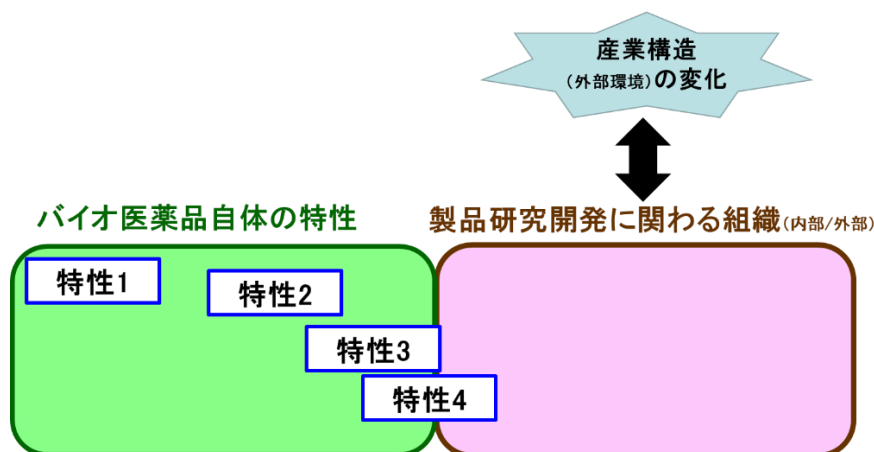 産業構造
(外部環境)の変化
バイオ医薬品自体の特性
製品研究開発に関わる組織(内部/外部)
特性1
特性2
特性3
特性4